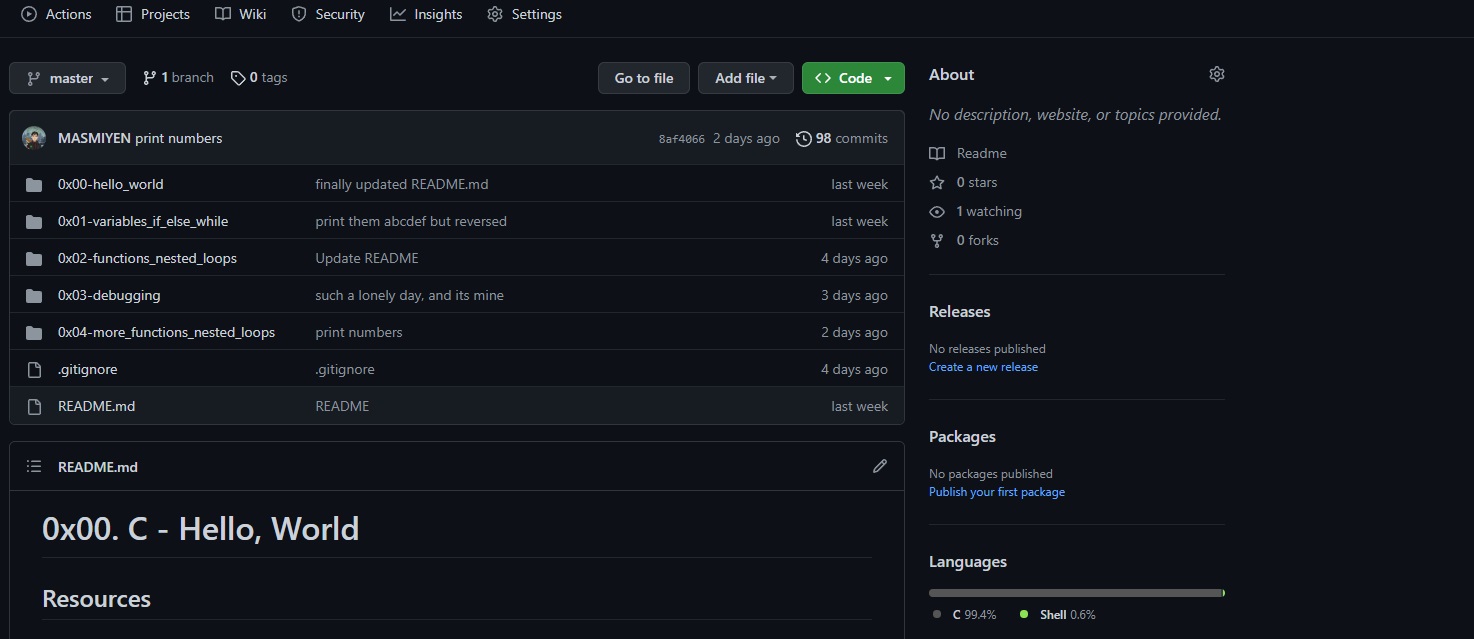 Actions Projects Wiki Security Insights Settings
master 1 branch 0 tags Go to file Add file Code
MASMIYEN print numbers 8af4066 2 days ago 98 commits
0x00-hello_world finally updated README.md last week
0x01-variables_if_else_while print them abcdef but reversed last week
0x02-functions_nested_loops Update README 4 days ago
0x03-debugging such a lonely day, and its mine 3 days ago
0x04-more_functions_nested_loops print numbers 2 days ago
.gitignore .gitignore 4 days ago
README.md README last week
README.md
0x00. C - Hello, World
Resources
About
No description, website, or topics provided.
Readme
0 stars
1 watching
0 forks
Releases
No releases published
Create a new release
Packages
No packages published
Publish your first package
Languages
C 99.4% Shell 0.6%